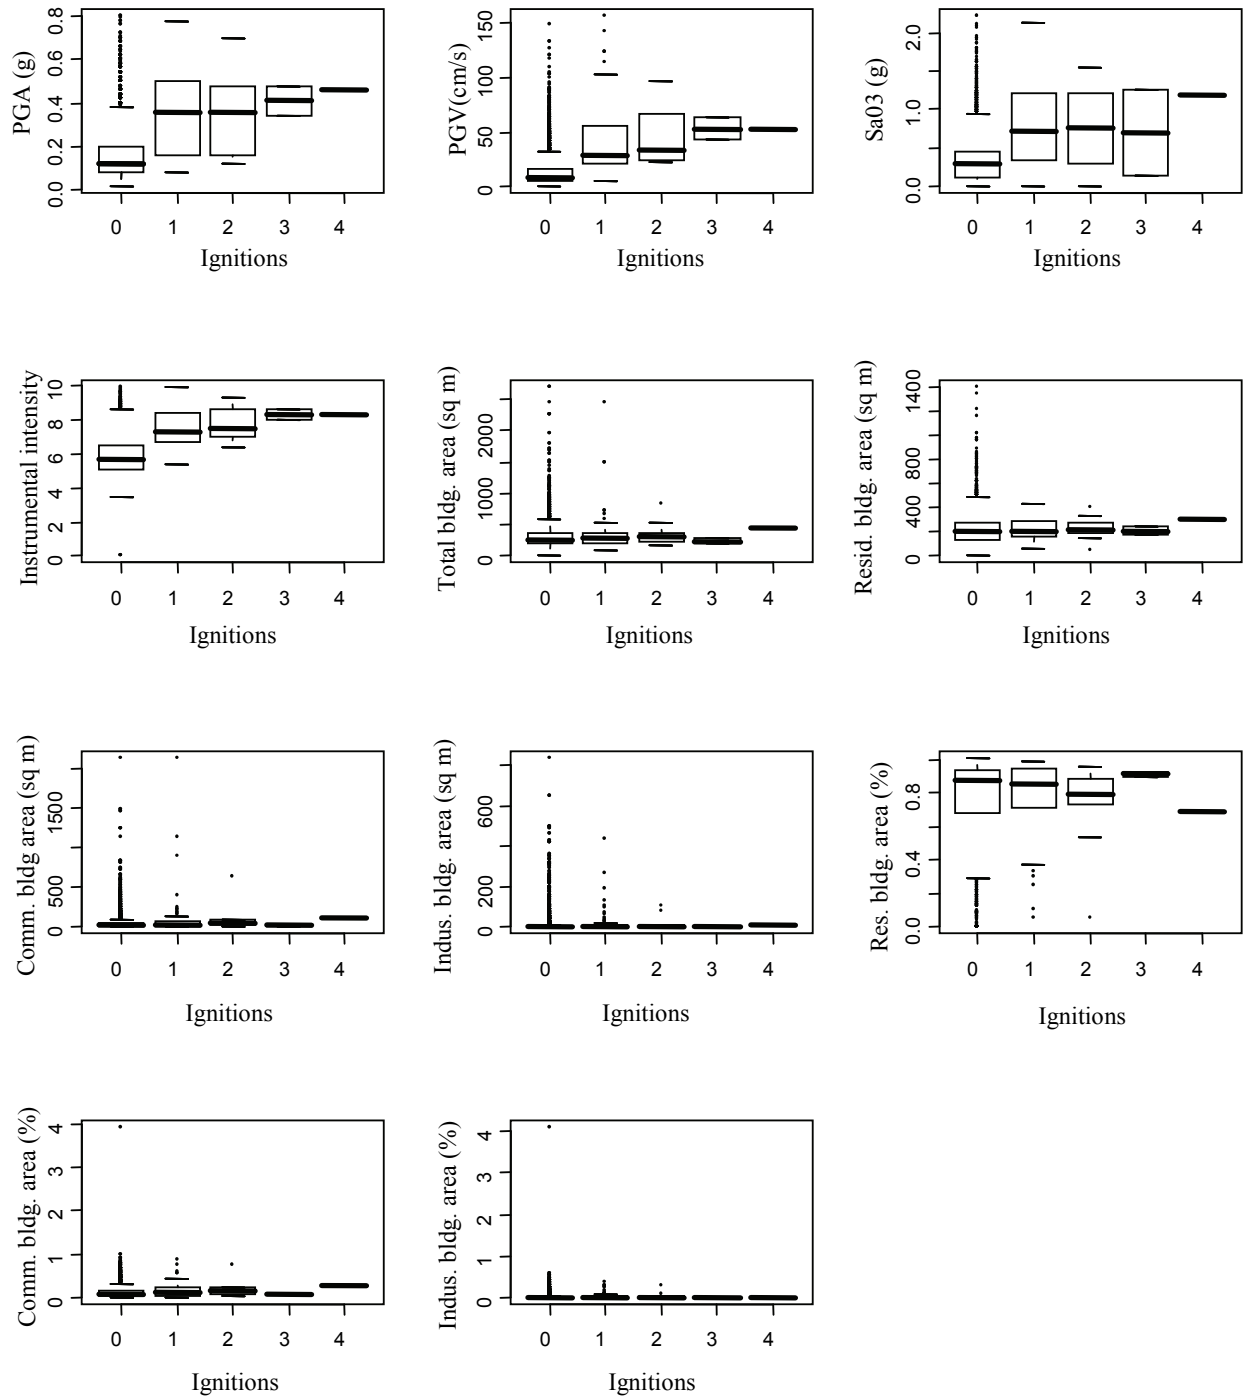 PGA (g)
0.0 0.2 0.4 0.6 0.8
0 1 2 3 4
Ignitions
PGV(cm/s)
0 50 100 150
0 1 2 3 4
Ignitions
Sa03 (g)
0.0 1.0 2.0
0 1 2 3 4
Ignitions
Instrumental intensity
0 2 4 6 8 10
0 1 2 3 4
Ignitions
Total bldg. area (sq m)
0 1000 2000
0 1 2 3 4
Ignitions
Resid. bldg. area (sq m)
0 400 800 1400
0 1 2 3 4
Ignitions
Comm. bldg area (sq m)
0 500 1500
0 1 2 3 4
Ignitions
Indus. bldg. area (sq m)
0 200 600
0 1 2 3 4
Ignitions
Res. bldg. area (%)
0.0 0.4 0.8
0 1 2 3 4
Ignitions
Comm. bldg. area (%)
0 1 2 3 4
0 1 2 3 4
Ignitions
Indus. bldg. area (%)
0 1 2 3 4
0 1 2 3 4
Ignitions